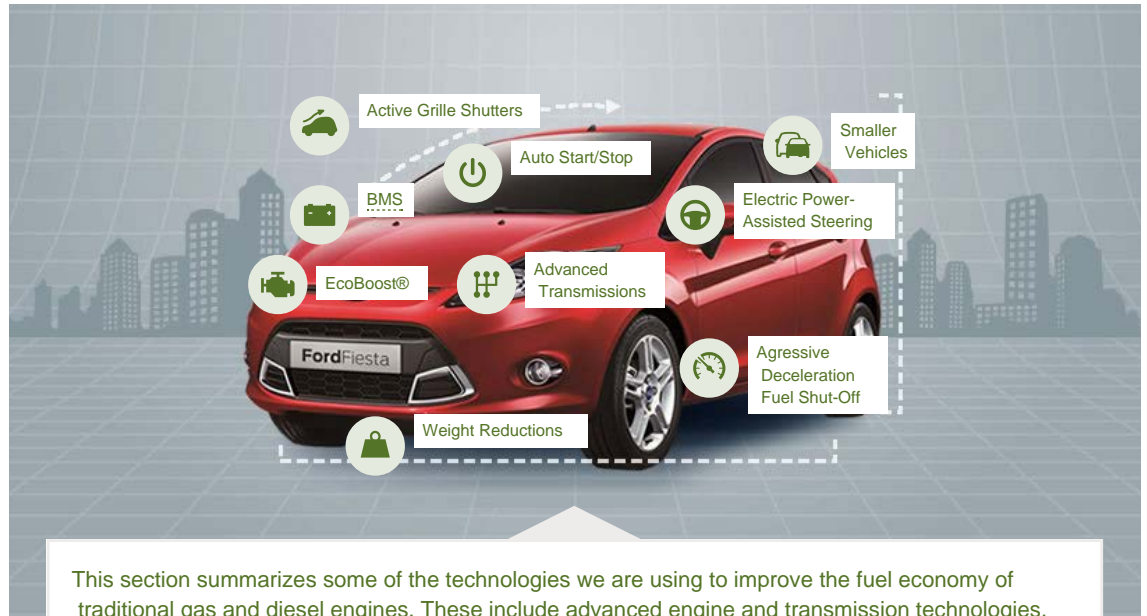 Active Grille Shutters
Auto Start/Stop
Smaller
Vehicles
BMS
Electric Power-
Assisted Steering
EcoBoost®
Advanced
Transmissions
FordFiesta
Agressive
Deceleration
Fuel Shut-Off
Weight Reductions
This section summarizes some of the technologies we are using to improve the fuel economy of
traditional gas and diesel engines. These include advanced engine and transmission technologies,